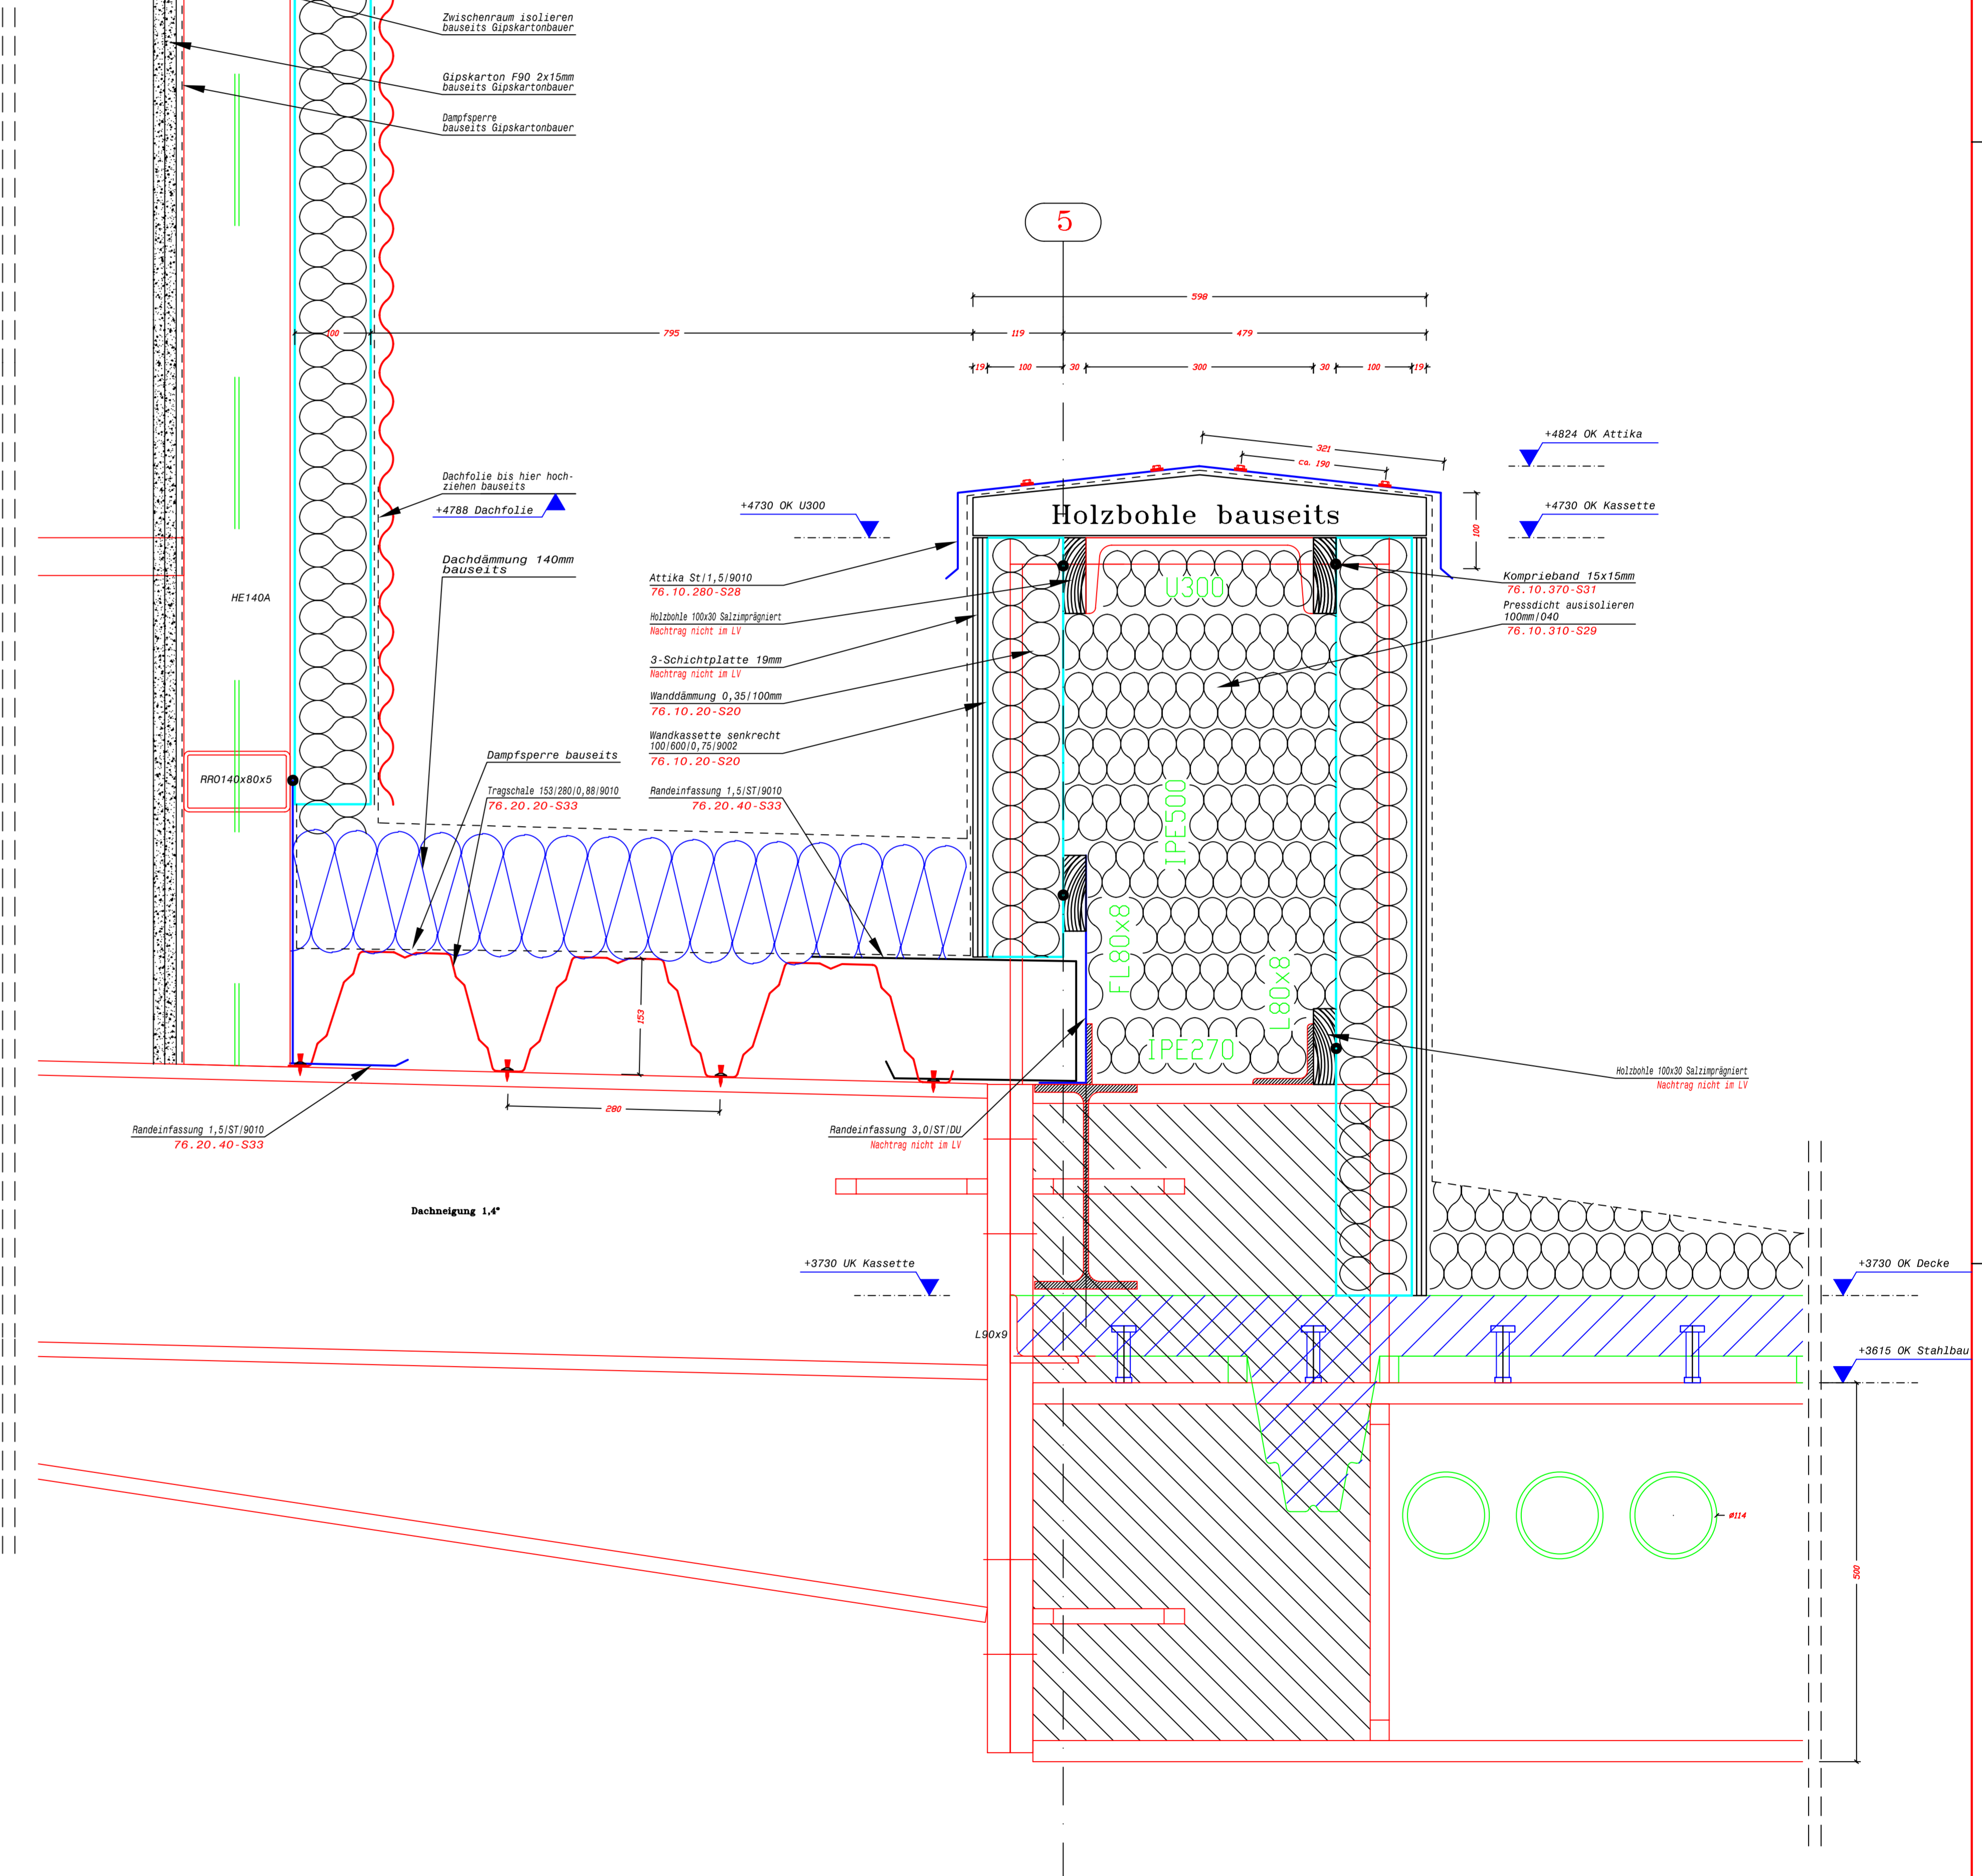 Zwischenraum isolieren
bauseits Gipskartonbauer
Gipskarton F90 2x15mm
bauseits Gipskartonbauer
Dampfsperre
bauseits Gipskartonbauer
5
598
100
795
119
479
19
100
30
300
30
100
19
321
ca. 190
+4824 OK Attika
+4730 OK U300
+4730 OK Kassette
100
Dachfolie bis hier hoch-
ziehen bauseits
+4788 Dachfolie
Holzbohle bauseits
Dachdämmung 140mm
bauseits
Attika St/1,5/9010
76.10.280-S28
U300
Komprieband 15x15mm
76.10.370-S31
HE140A
Holzbohle 100x30 Salzimprägniert
Nachtrag nicht im LV
Pressdicht ausisolieren
100mm/040
76.10.310-S29
3-Schichtplatte 19mm
Nachtrag nicht im LV
Wanddämmung 0,35/100mm
76.10.20-S20
Wandkassette senkrecht
100/600/0,75/9002
76.10.20-S20
Dampfsperre bauseits
RRO140x80x5
Tragschale 153/280/0,88/9010
76.20.20-S33
Randeinfassung 1,5/ST/9010
76.20.40-S33
IPE500
FL80x8
L80x8
153
IPE270
Holzbohle 100x30 Salzimprägniert
Nachtrag nicht im LV
280
Randeinfassung 1,5/ST/9010
76.20.40-S33
Randeinfassung 3,0/ST/DU
Nachtrag nicht im LV
Dachneigung 1,4°
+3730 UK Kassette
+3730 OK Decke
L90x9
+3615 OK Stahlbau
ø114
500